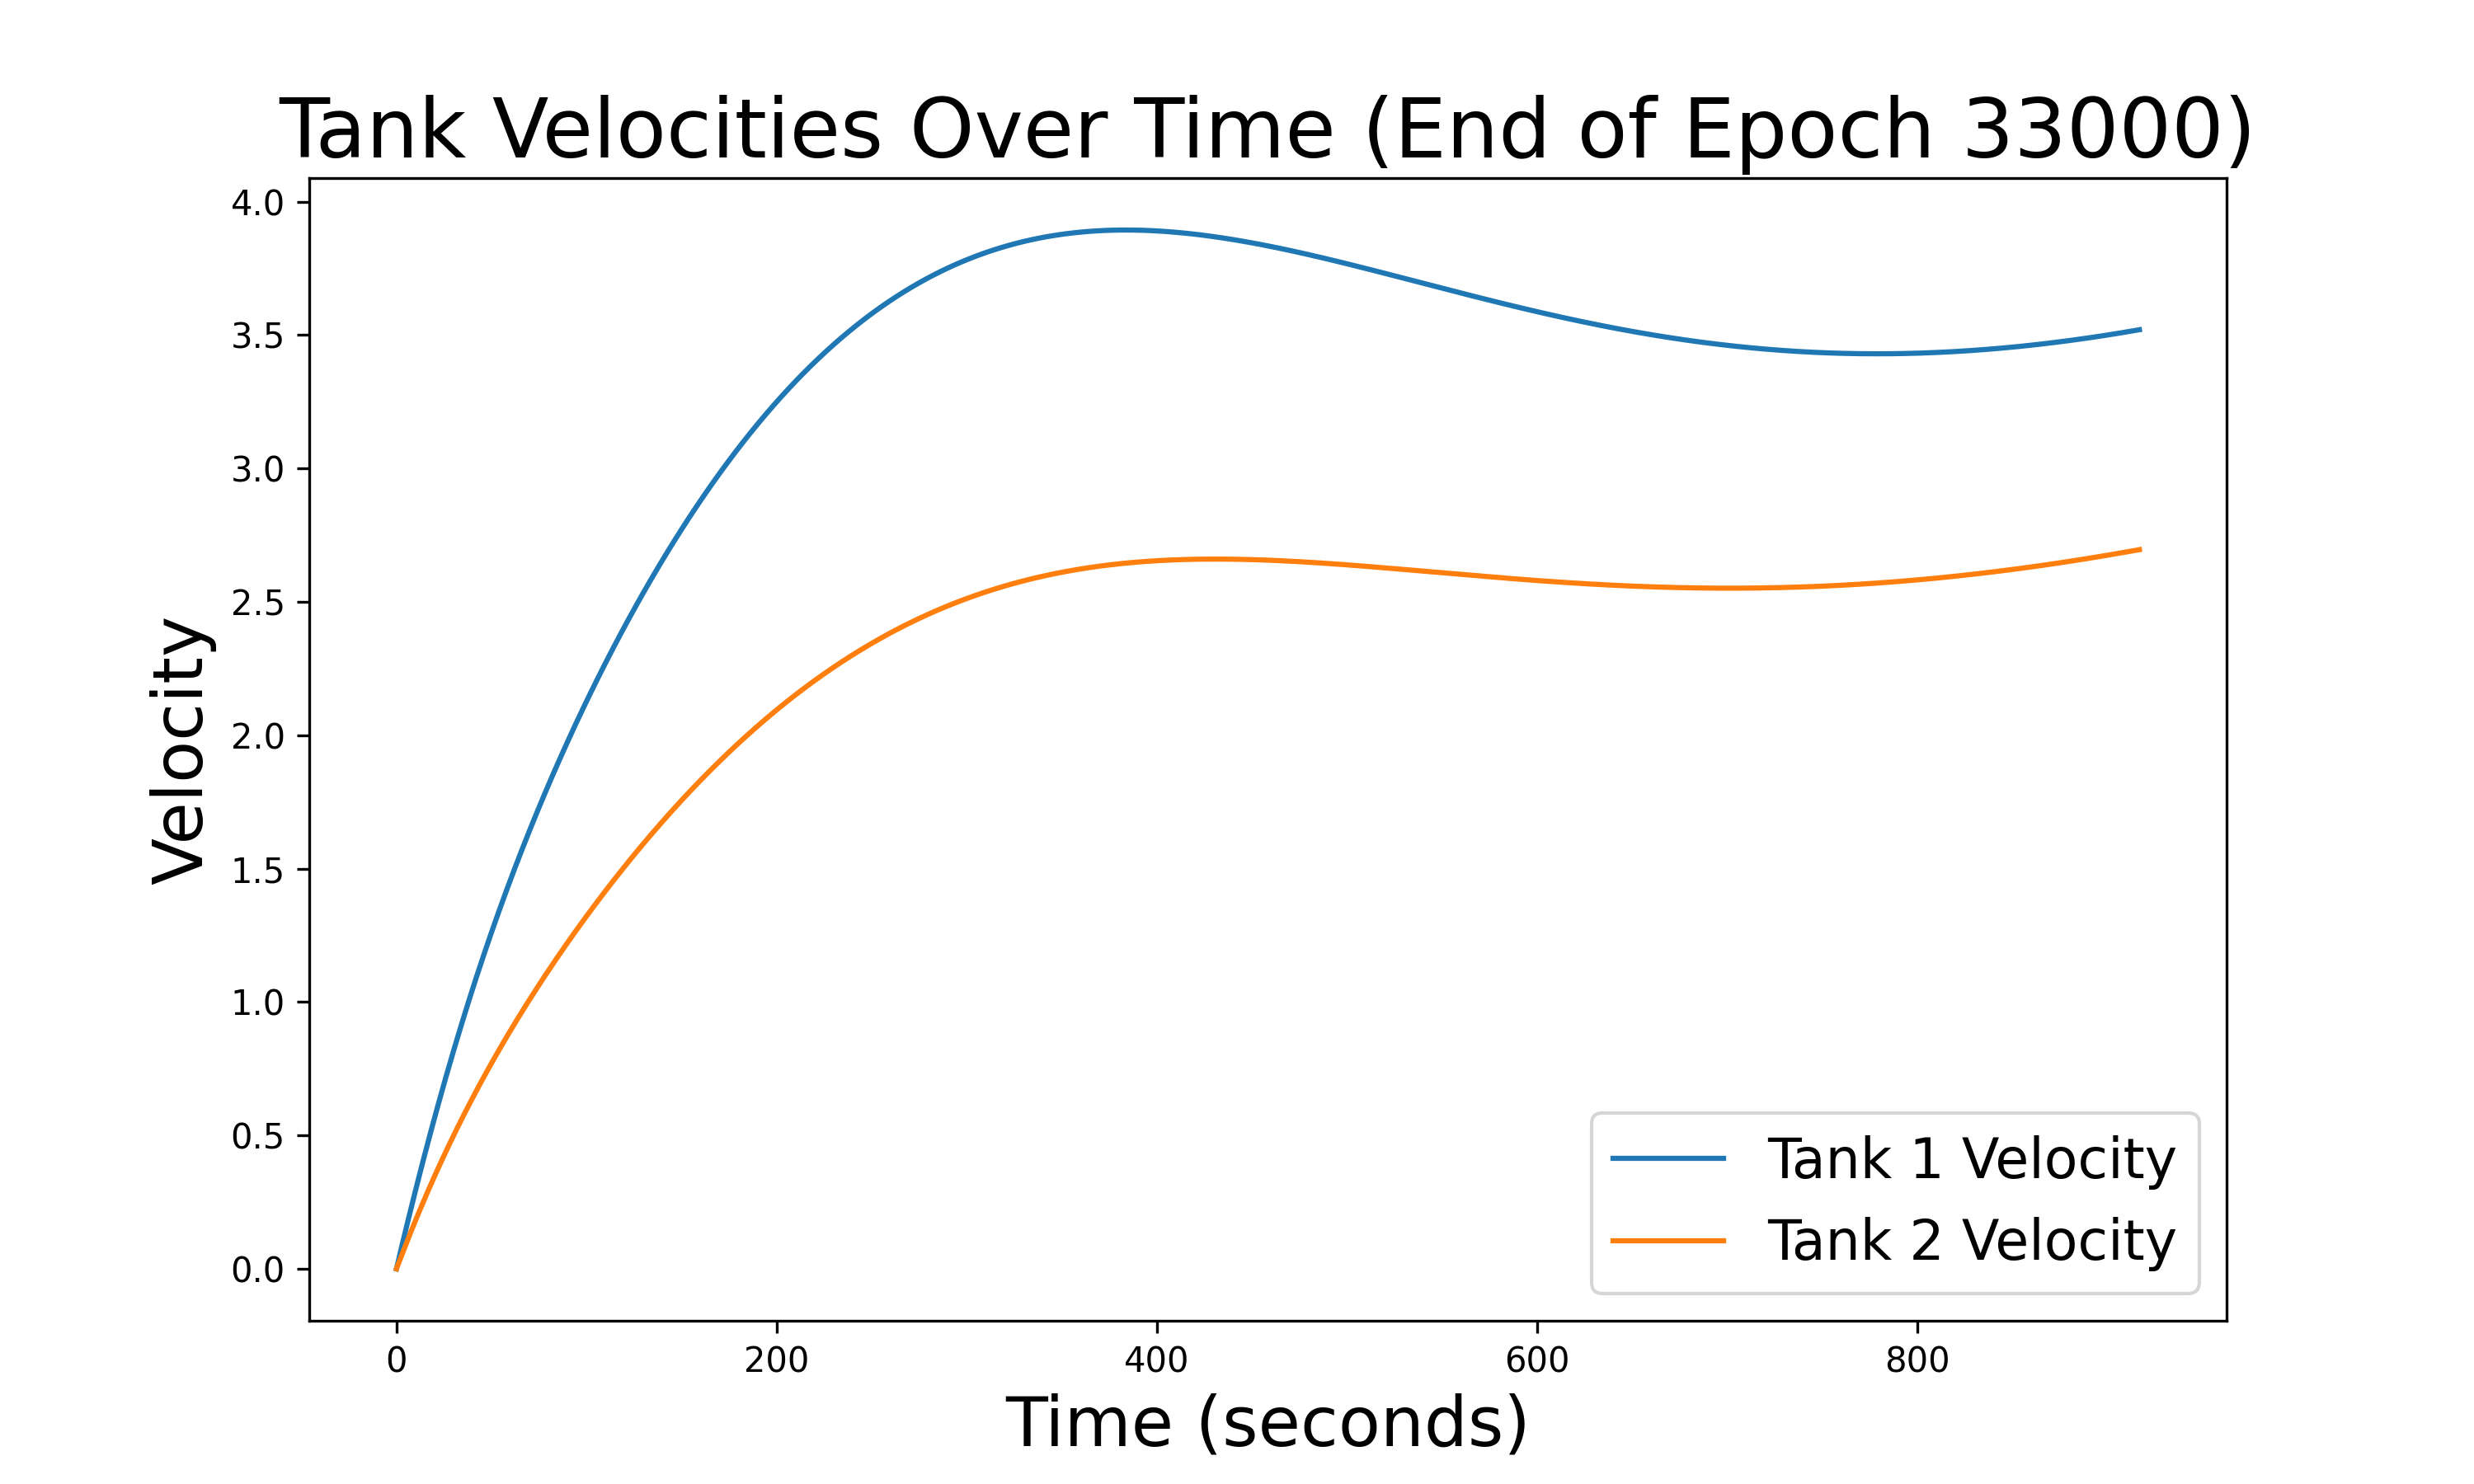 Tank Velocities Over Time (End of Epoch 33000)
4.0
3.5
3.0
2.5
2.0
1.5
1.0
0.5
0.0
Velocity
Tank 1 Velocity
Tank 2 Velocity
0 200 400 600 800
Time (seconds)